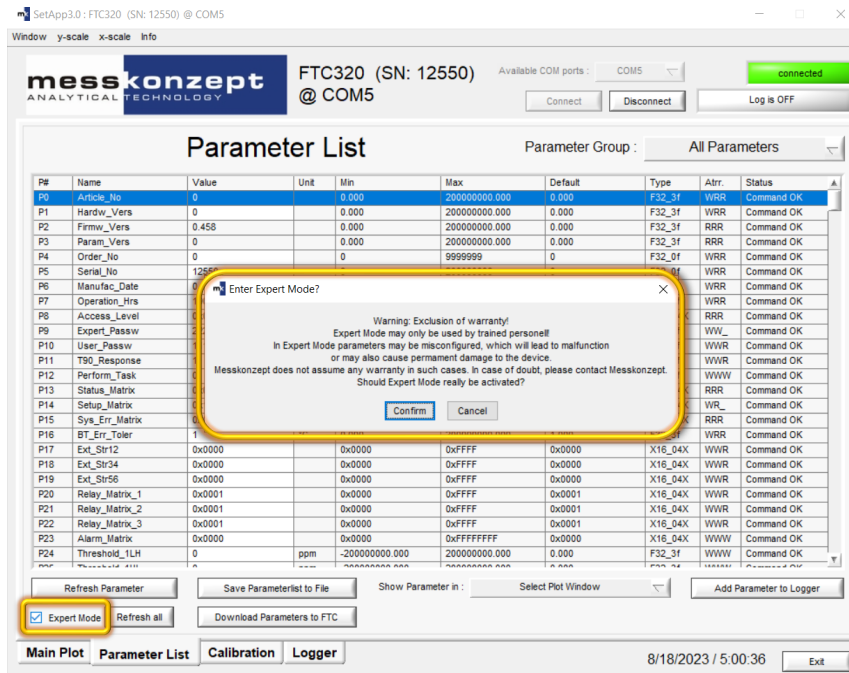 SetApp3.0 : FTC320 (SN: 12550) @ COM5
Window y-scale x-scale Info
messkonzept
ANALYTICAL TECHNOLOGY
FTC320 (SN: 12550)
@ COM5
Available COM ports :
COM5
connected
Connect
Disconnect
Log is OFF
Parameter List
Parameter Group :
All Parameters
P# Name Value Unit Min Max Default Type Atrr. Status
P0 Article_No 0 0.000 200000000.000 0.000 F32_3f WRR Command OK
P1 Hardw_Vers 0 0.000 200000000.000 0.000 F32_3f WRR Command OK
P2 Firmw_Vers 0.458 0.000 200000000.000 0.000 F32_3f RRR Command OK
P3 Param_Vers 0 0.000 200000000.000 0.000 F32_3f RRR Command OK
P4 Order_No 0 0 9999999 0 F32_0f WRR Command OK
P5 Serial_No WRR Command OK
P6 Manufac_Date WRR Command OK
P7 Operation_Hrs WRR Command OK
P8 Access_Level RRR Command OK
P9 Expert_Passw WW_ Command OK
P10 User_Passw WWR Command OK
P11 T90_Response WWR Command OK
P12 Perform_Task WWW Command OK
P13 Status_Matrix RRR Command OK
P14 Setup_Matrix WR_ Command OK
P15 Sys_Err_Matrix RRR Command OK
P16 BT_Err_Toler 1 WRR Command OK
Enter Expert Mode?
Warning: Exclusion of warranty!
Expert Mode may only be used by trained personell!
In Expert Mode parameters may be misconfigured, which will lead to malfunction
or may also cause permament damage to the device.
Messkonzept does not assume any warranty in such cases. In case of doubt, please contact Messkonzept.
Should Expert Mode really be activated?
Confirm
Cancel
P17 Ext_Str12 0x0000 0x0000 0xFFFF 0x0000 X16_04X WWR Command OK
P18 Ext_Str34 0x0000 0x0000 0xFFFF 0x0000 X16_04X WWR Command OK
P19 Ext_Str56 0x0000 0x0000 0xFFFF 0x0000 X16_04X WWR Command OK
P20 Relay_Matrix_1 0x0001 0x0000 0xFFFF 0x0001 X16_04X WWR Command OK
P21 Relay_Matrix_2 0x0001 0x0000 0xFFFF 0x0001 X16_04X WWR Command OK
P22 Relay_Matrix_3 0x0001 0x0000 0xFFFF 0x0001 X16_04X WWR Command OK
P23 Alarm_Matrix 0x0000 0x0000 0xFFFFFFFF 0x0000 X16_04X WWW Command OK
P24 Threshold_1LH 0 ppm -200000000.000 200000000.000 0.000 F32_3f WWW Command OK
Refresh Parameter
Save Parameterlist to File
Show Parameter in :
Select Plot Window
Add Parameter to Logger
Expert Mode
Refresh all
Download Parameters to FTC
Main Plot
Parameter List
Calibration
Logger
8/18/2023 / 5:00:36
Exit